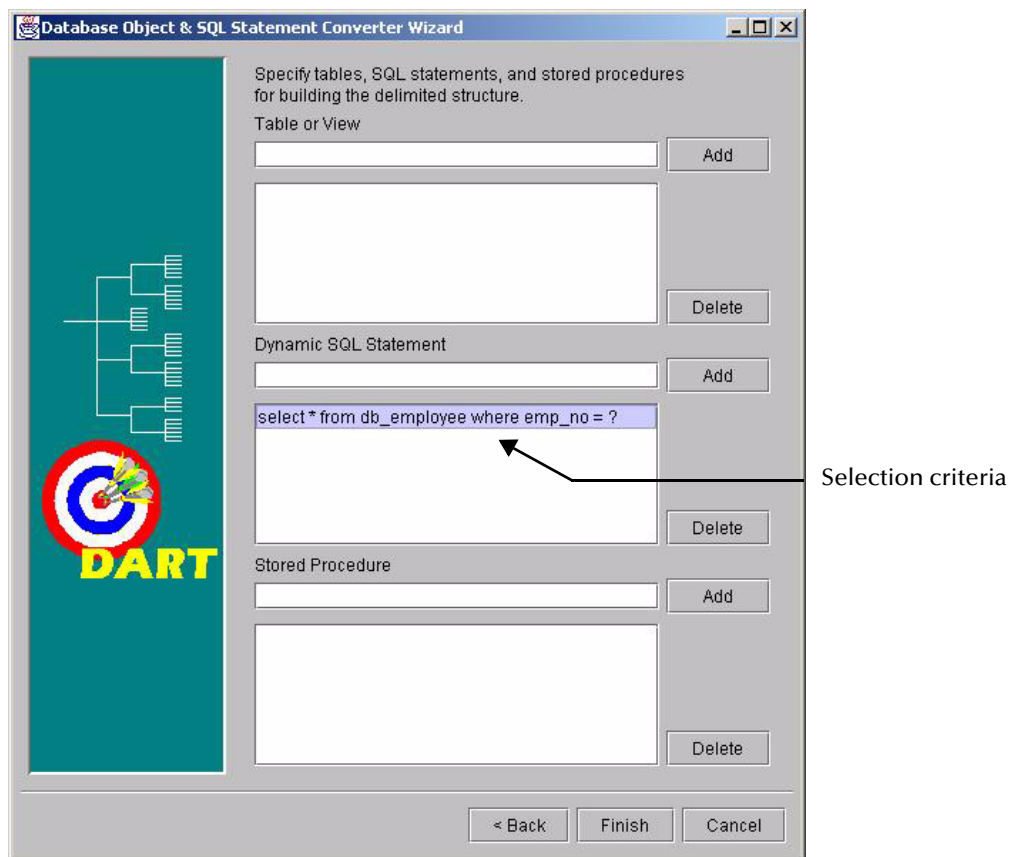 Database Object & SQL Statement Converter Wizard
Specify tables, SQL statements, and stored procedures
for building the delimited structure.
Table or View
Add
Delete
Dynamic SQL Statement
Add
select * from db_employee where emp_no = ?
Selection criteria
Delete
DART
Stored Procedure
Add
Delete
< Back
Finish
Cancel